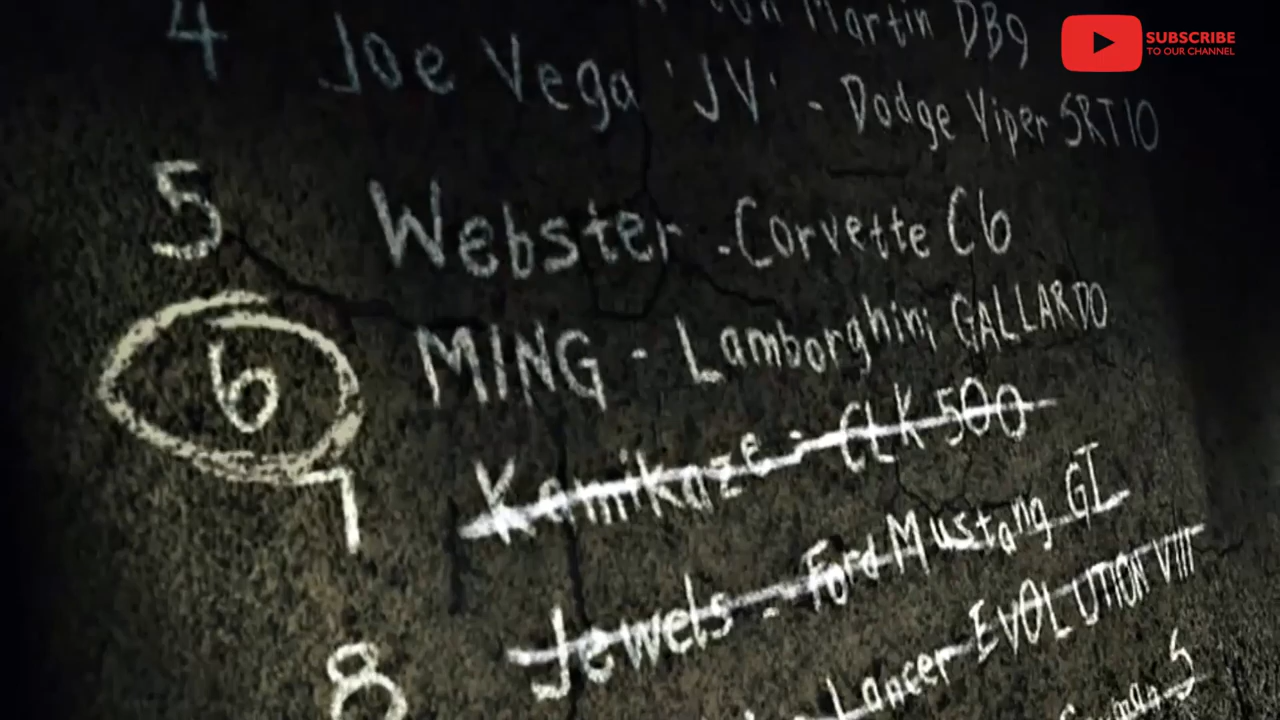 Martin DB9
4 Joe Vega 'JV' - Dodge Viper SRT10
5 Webster - Corvette C6
6 MING - Lamborghini GALLARDO
7 Kamikaze - CLK 500
8 Jewels - Ford Mustang GT
Lancer EVOLUTION VIII
S
SUBSCRIBE
TO OUR CHANNEL